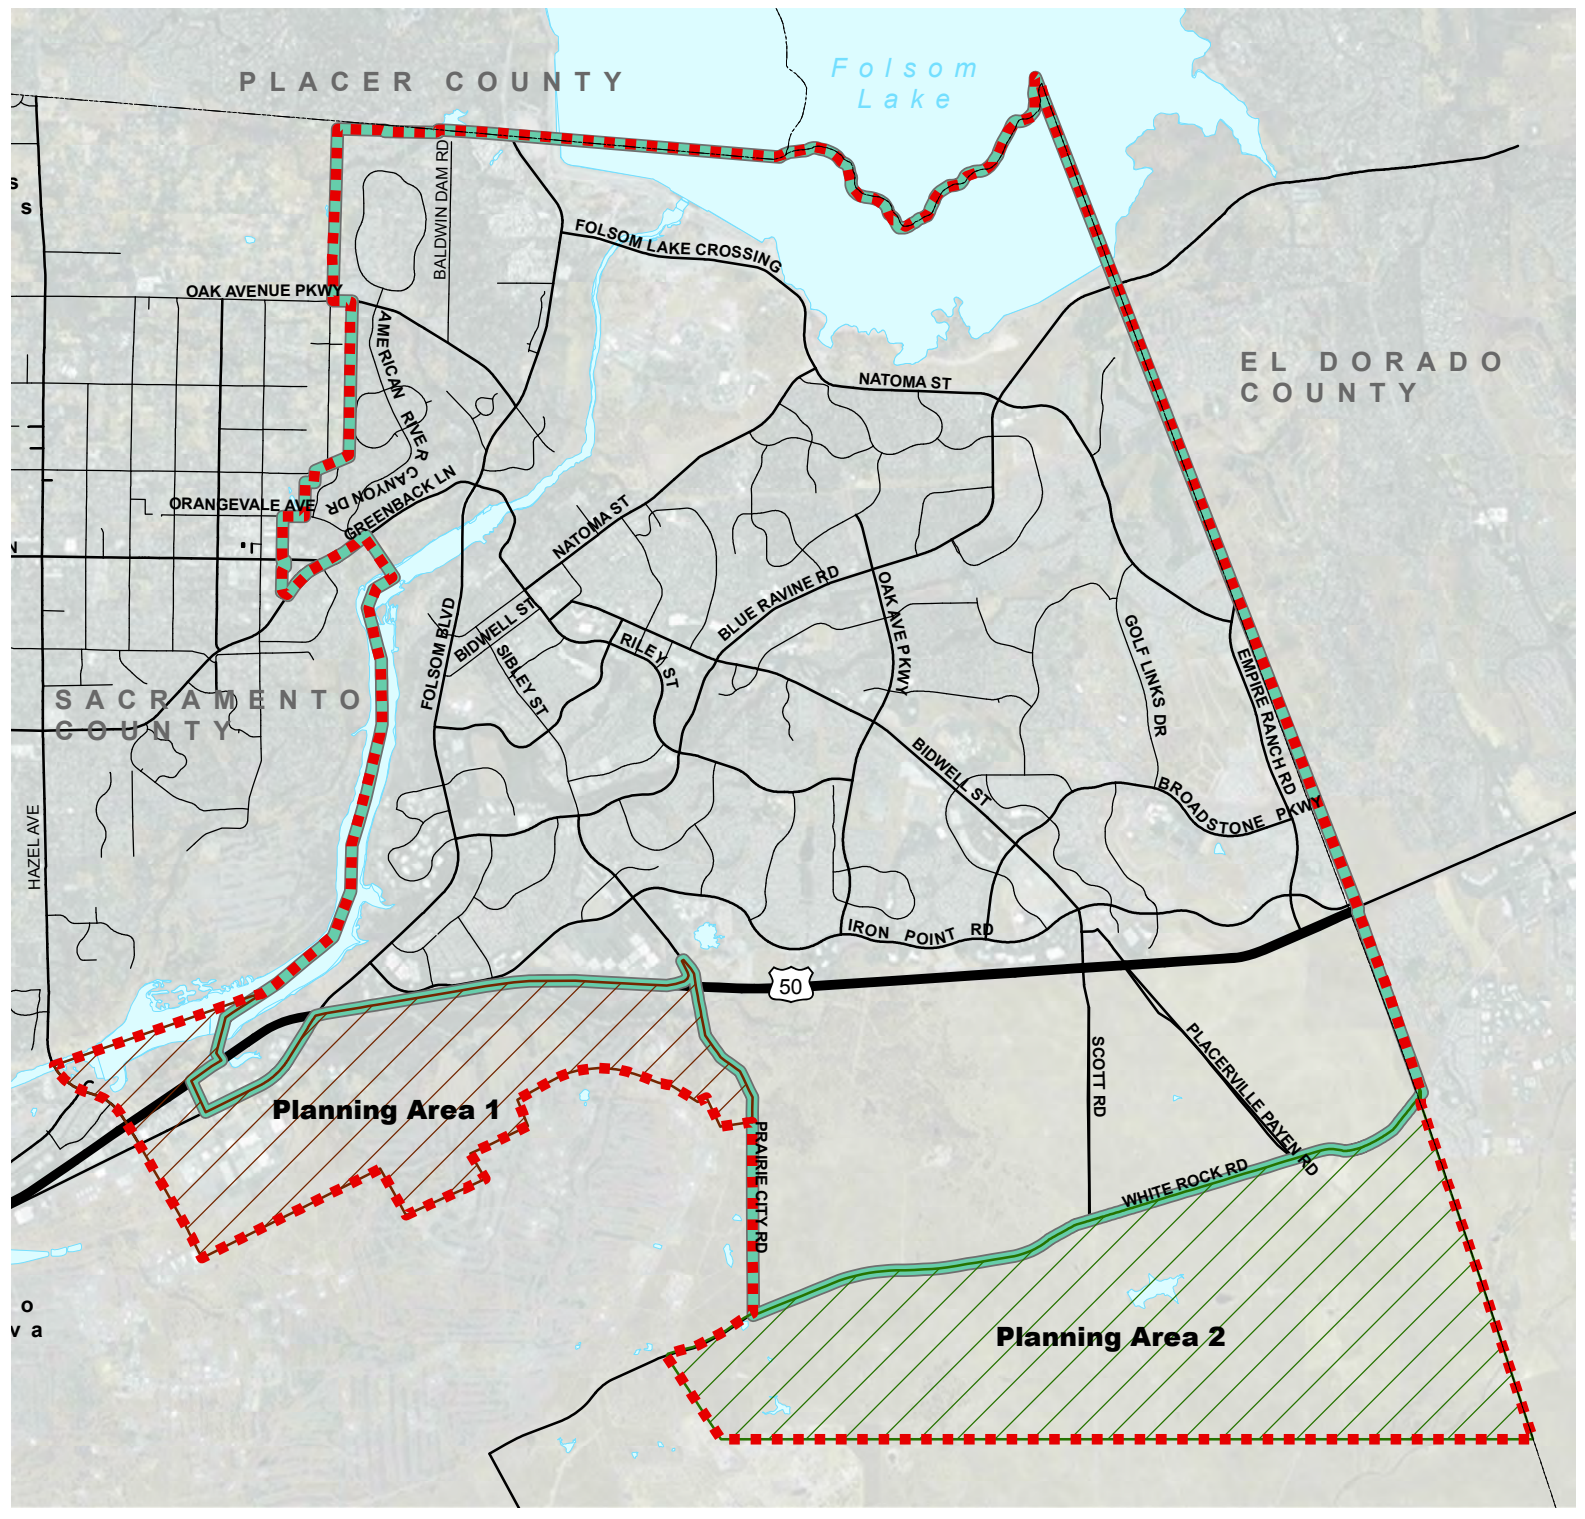 PLACER COUNTY
Folsom
Lake
s
s
BALDWIN DAM RD
FOLSOM LAKE CROSSING
OAK AVENUE PKWY
AMERICAN RIVER
CANYON DR
EL DORADO
COUNTY
NATOMA ST
ORANGEVALE AVE
GREENBACK LN
NATOMA ST
N
BLUE RAVINE RD
OAK AVE PKWY
FOLSOM BLVD
BIDWELL ST
SIBLEY ST
RILEY ST
GOLF LINKS DR
EMPIRE RANCH RD
SACRAMENTO
COUNTY
BIDWELL ST
BROADSTONE PKWY
HAZEL AVE
IRON POINT RD
50
SCOTT RD
PLACERVILLE PAYEN RD
Planning Area 1
PRAIRIE CITY RD
WHITE ROCK RD
o
va
Planning Area 2